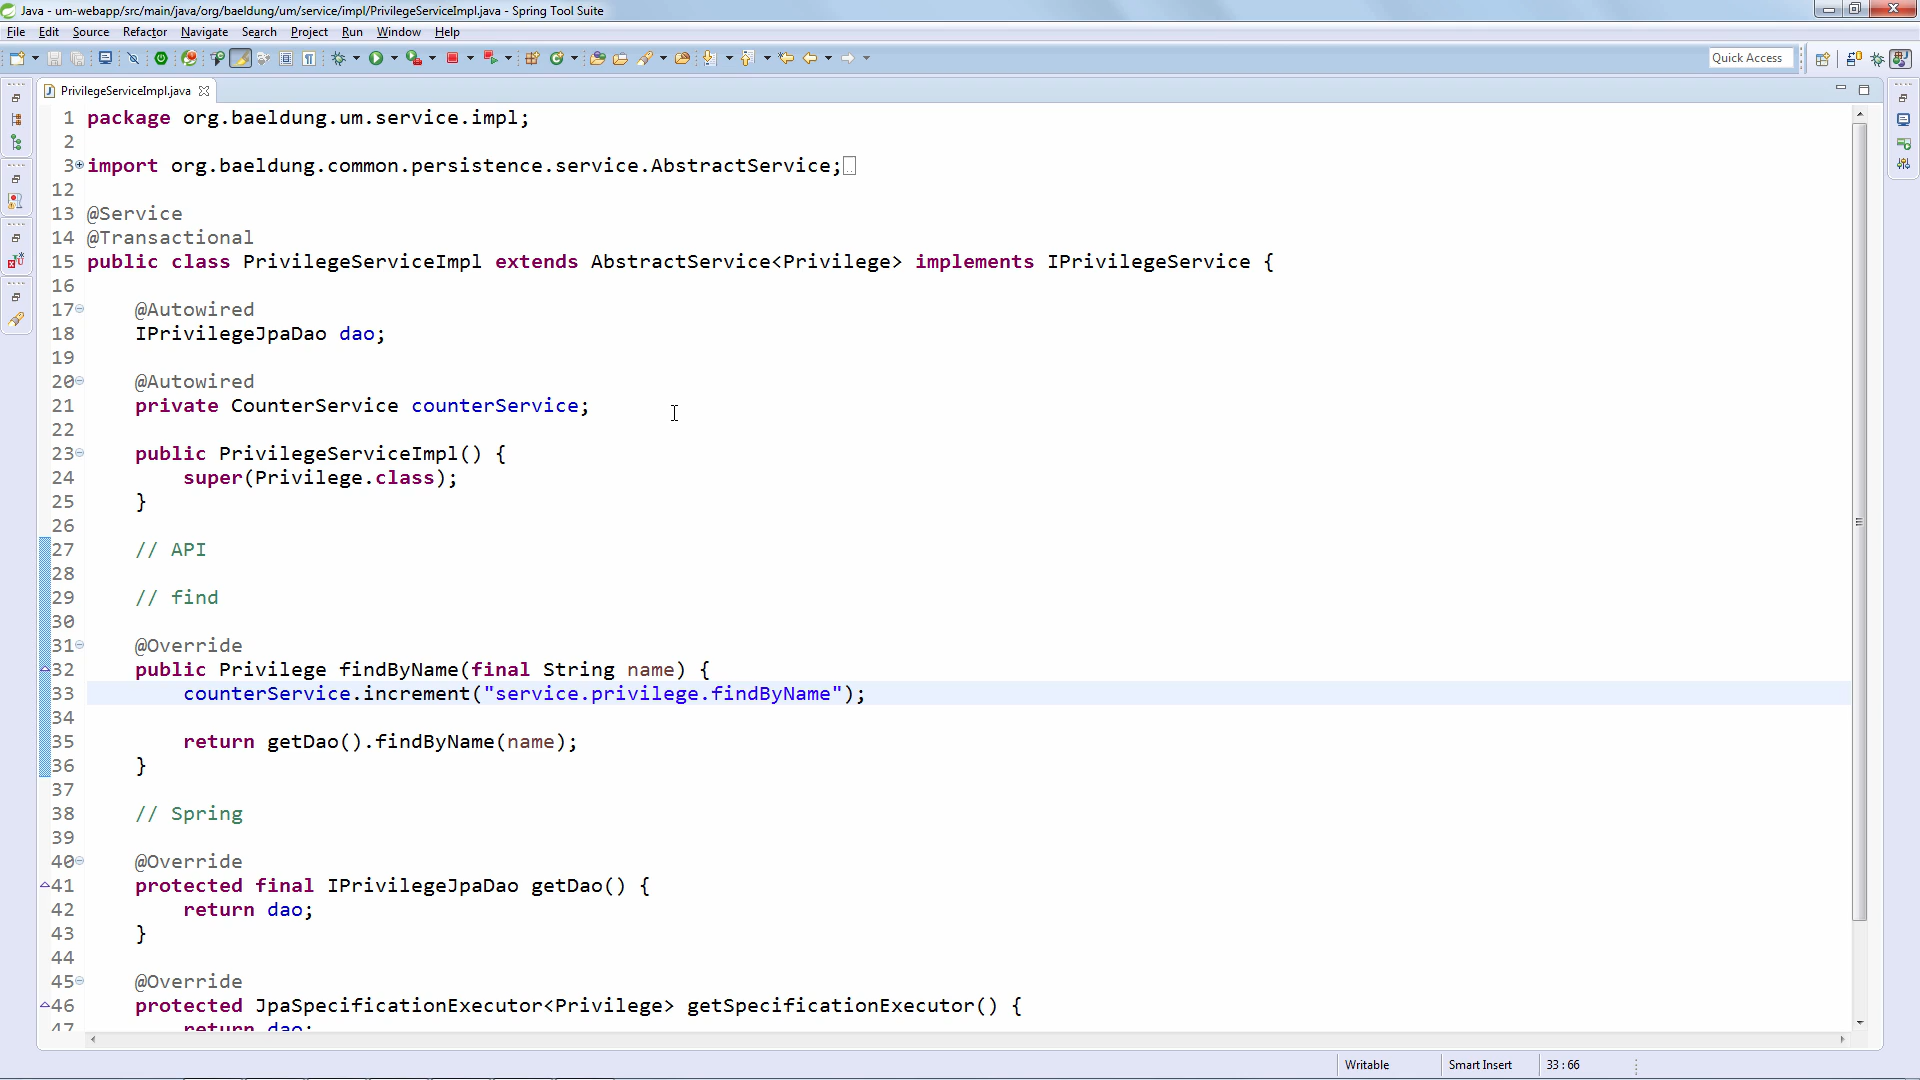 Java - um-webapp/src/main/java/org/baeldung/um/service/impl/PrivilegeServiceImpl.java - Spring Tool Suite
File Edit Source Refactor Navigate Search Project Run Window Help
Quick Access
PrivilegeServiceImpl.java
1 package org.baeldung.um.service.impl;
2
3 import org.baeldung.common.persistence.service.AbstractService;
12
13 @Service
14 @Transactional
15 public class PrivilegeServiceImpl extends AbstractService<Privilege> implements IPrivilegeService {
16
17 @Autowired
18 IPrivilegeJpaDao dao;
19
20 @Autowired
21 private CounterService counterService;
22
23 public PrivilegeServiceImpl() {
24 super(Privilege.class);
25 }
26
27 // API
28
29 // find
30
31 @Override
32 public Privilege findByName(final String name) {
33 counterService.increment("service.privilege.findByName");
34
35 return getDao().findByName(name);
36 }
37
38 // Spring
39
40 @Override
41 protected final IPrivilegeJpaDao getDao() {
42 return dao;
43 }
44
45 @Override
46 protected JpaSpecificationExecutor<Privilege> getSpecificationExecutor() {
47 return dao;
Writable Smart Insert 33 : 66